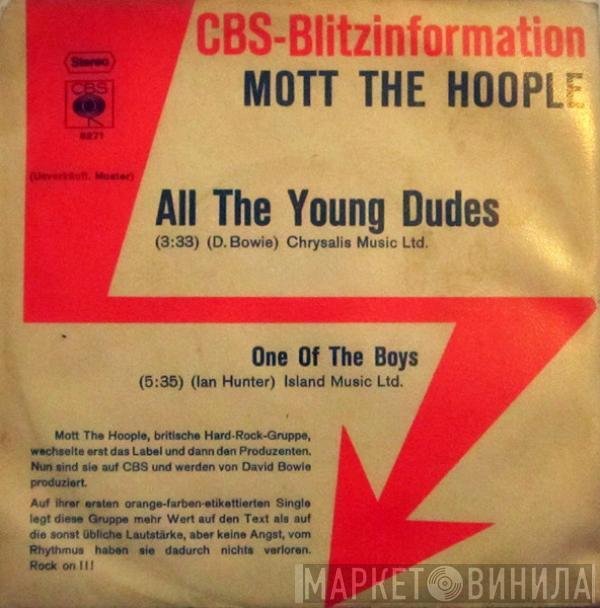 CBS-Blitzinformation
Stereo
MOTT THE HOOPLE
CBS
8271
(Unverkäufl. Muster)
All The Young Dudes
(3:33) (D. Bowie) Chrysalis Music Ltd.
One Of The Boys
(5:35) (Ian Hunter) Island Music Ltd.
Mott The Hoople, britische Hard-Rock-Gruppe,
wechselte erst das Label und dann den Produzenten.
Nun sind sie auf CBS und werden von David Bowie
produziert.
Auf ihrer ersten orange-farben-etikettierten Single
legt diese Gruppe mehr Wert auf den Text als auf
die sonst übliche Lautstärke, aber keine Angst, vom
Rhythmus haben sie dadurch nichts verloren.
Rock on!!!
МАРКЕТ ВИНИЛА